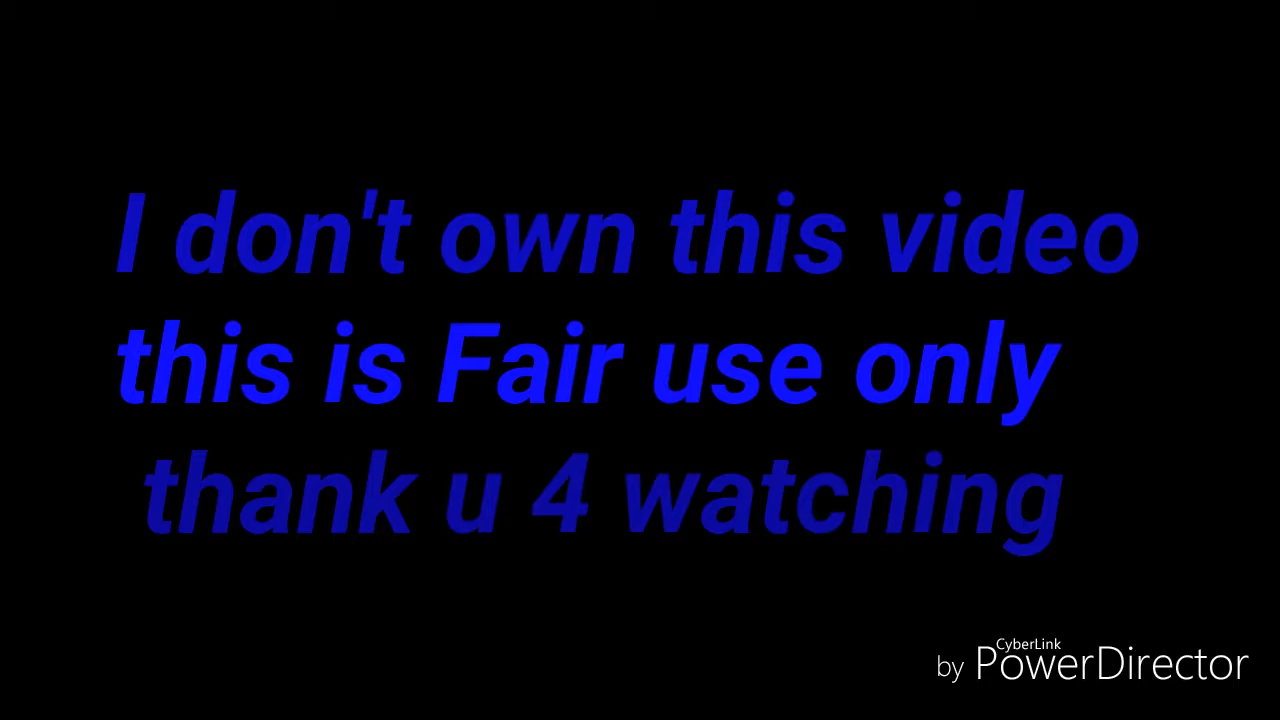 I don't own this video
this is Fair use only
thank u 4 watching
CyberLink
by PowerDirector